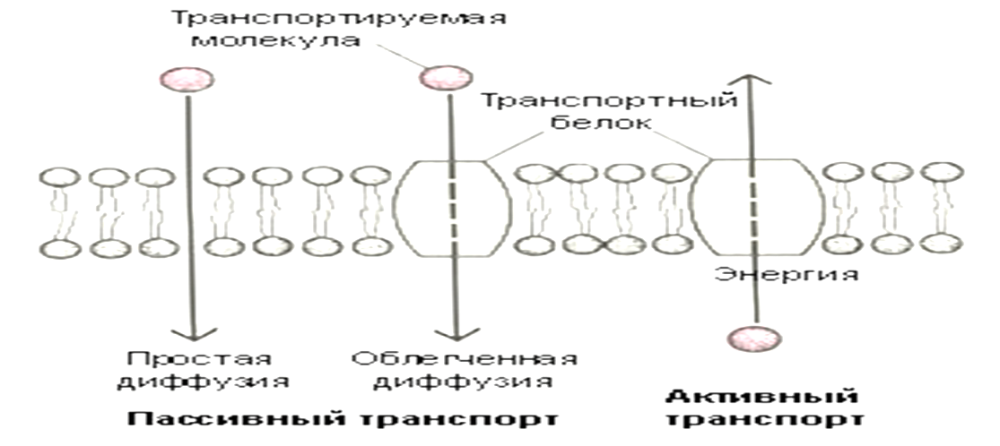 Транспортируемая
молекула
Транспортный
белок
Энергия
Простая
диффузия
Облегченная
диффузия
Пассивный транспорт
Активный
транспорт